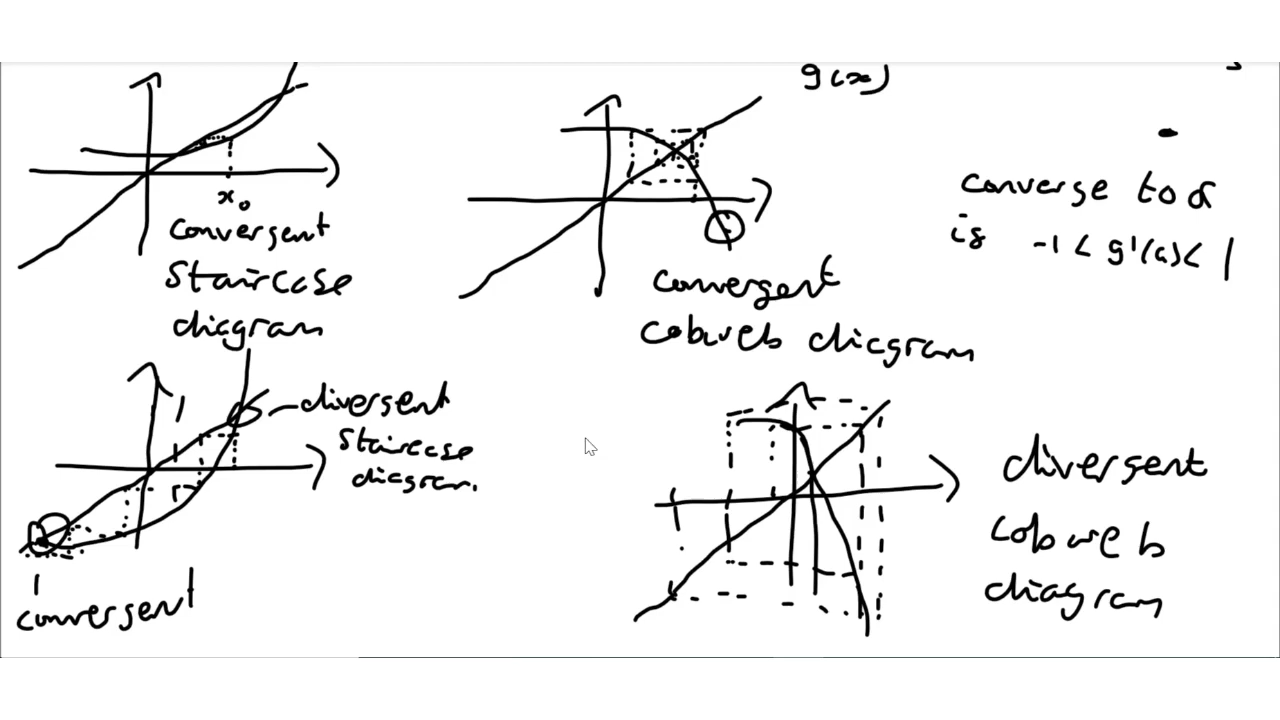 g(x)
x₀
convergent
staircase
diagram
convergent
cobweb diagram
converge to α
is -1 < g'(α) < 1
divergent
staircase
diagram.
convergent
divergent
cobweb
diagram